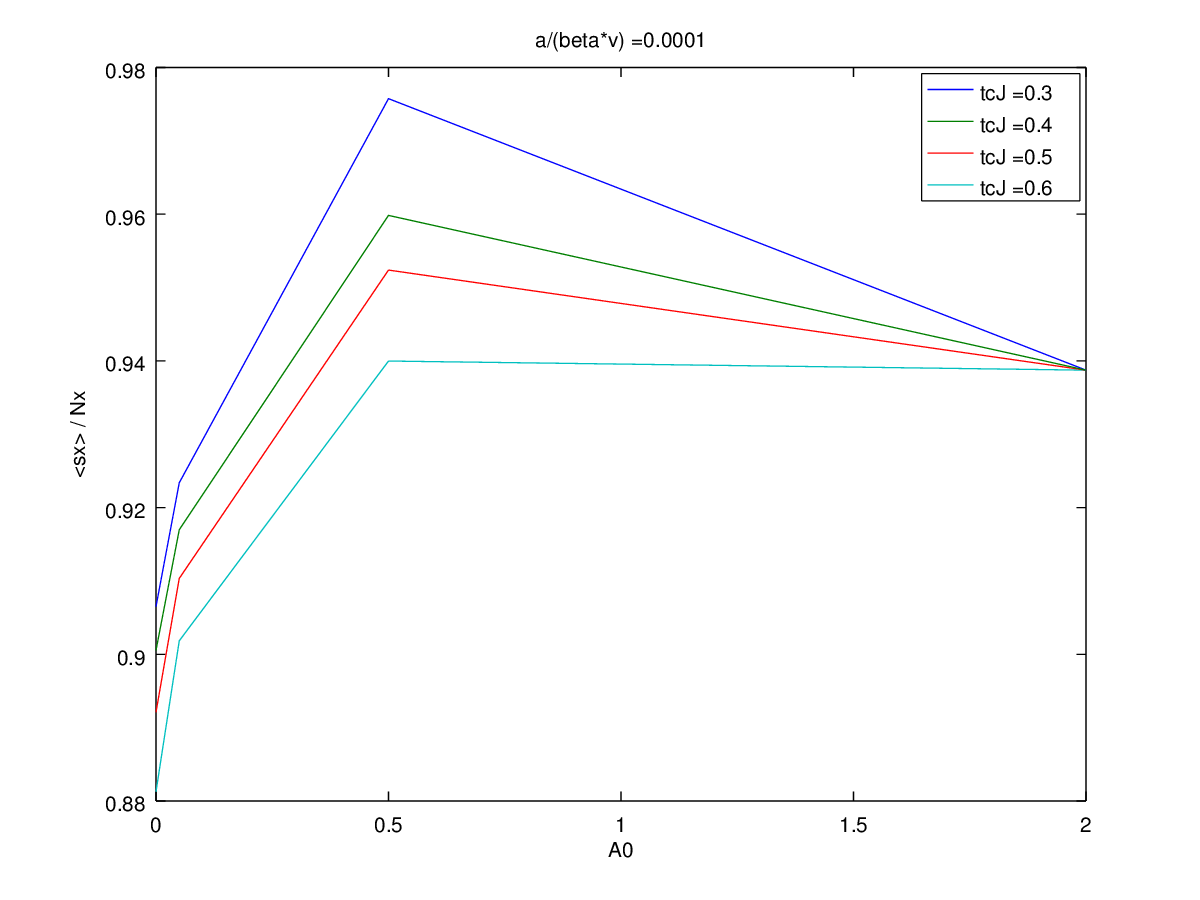 a/(beta*v) =0.0001
0.98
0.96
0.94
0.92
0.9
0.88
<sx> / Nx
0
0.5
1
1.5
2
A0
tcJ =0.3
tcJ =0.4
tcJ =0.5
tcJ =0.6